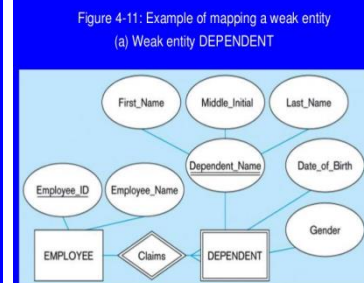 Figure 4-11: Example of mapping a weak entity
(a) Weak entity DEPENDENT
First_Name
Middle_Initial
Last_Name
Dependent_Name
Date_of_Birth
Employee_ID
Employee_Name
Gender
EMPLOYEE
Claims
DEPENDENT